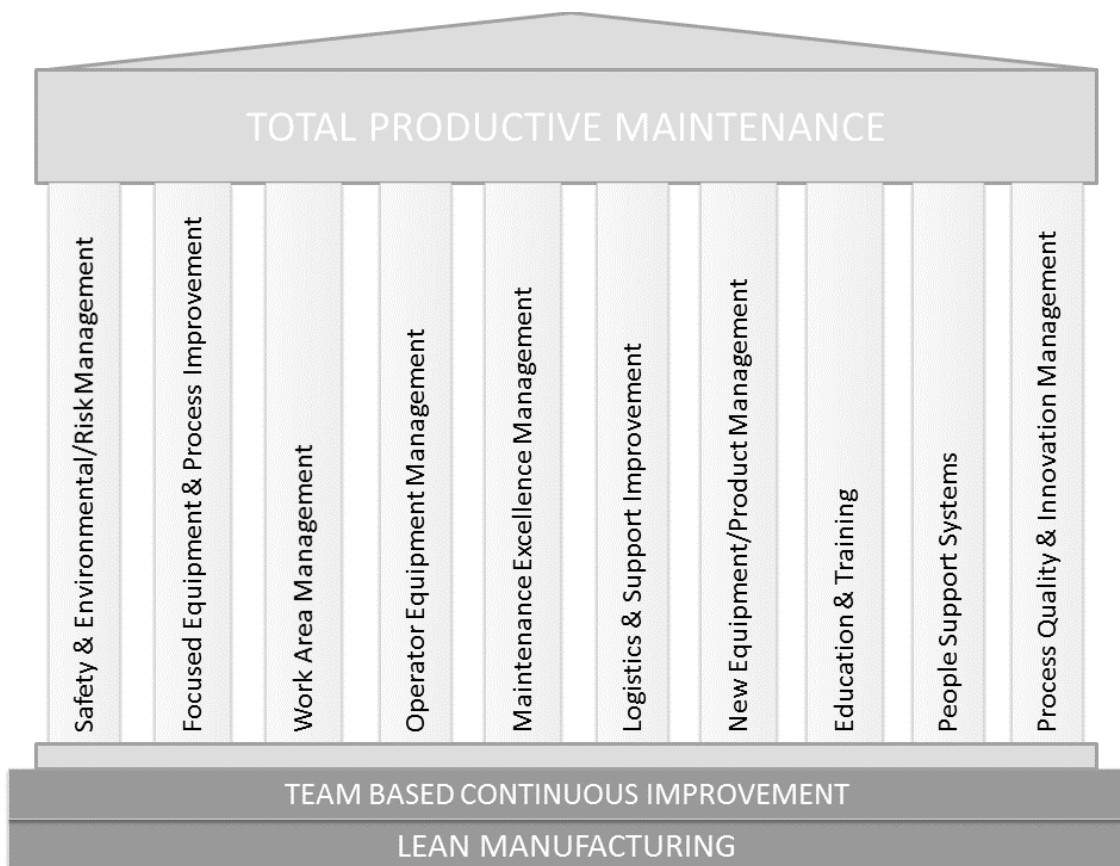 TOTAL PRODUCTIVE MAINTENANCE
Safety & Environmental/Risk Management
Focused Equipment & Process Improvement
Work Area Management
Operator Equipment Management
Maintenance Excellence Management
Logistics & Support Improvement
New Equipment/Product Management
Education & Training
People Support Systems
Process Quality & Innovation Management
TEAM BASED CONTINUOUS IMPROVEMENT
LEAN MANUFACTURING